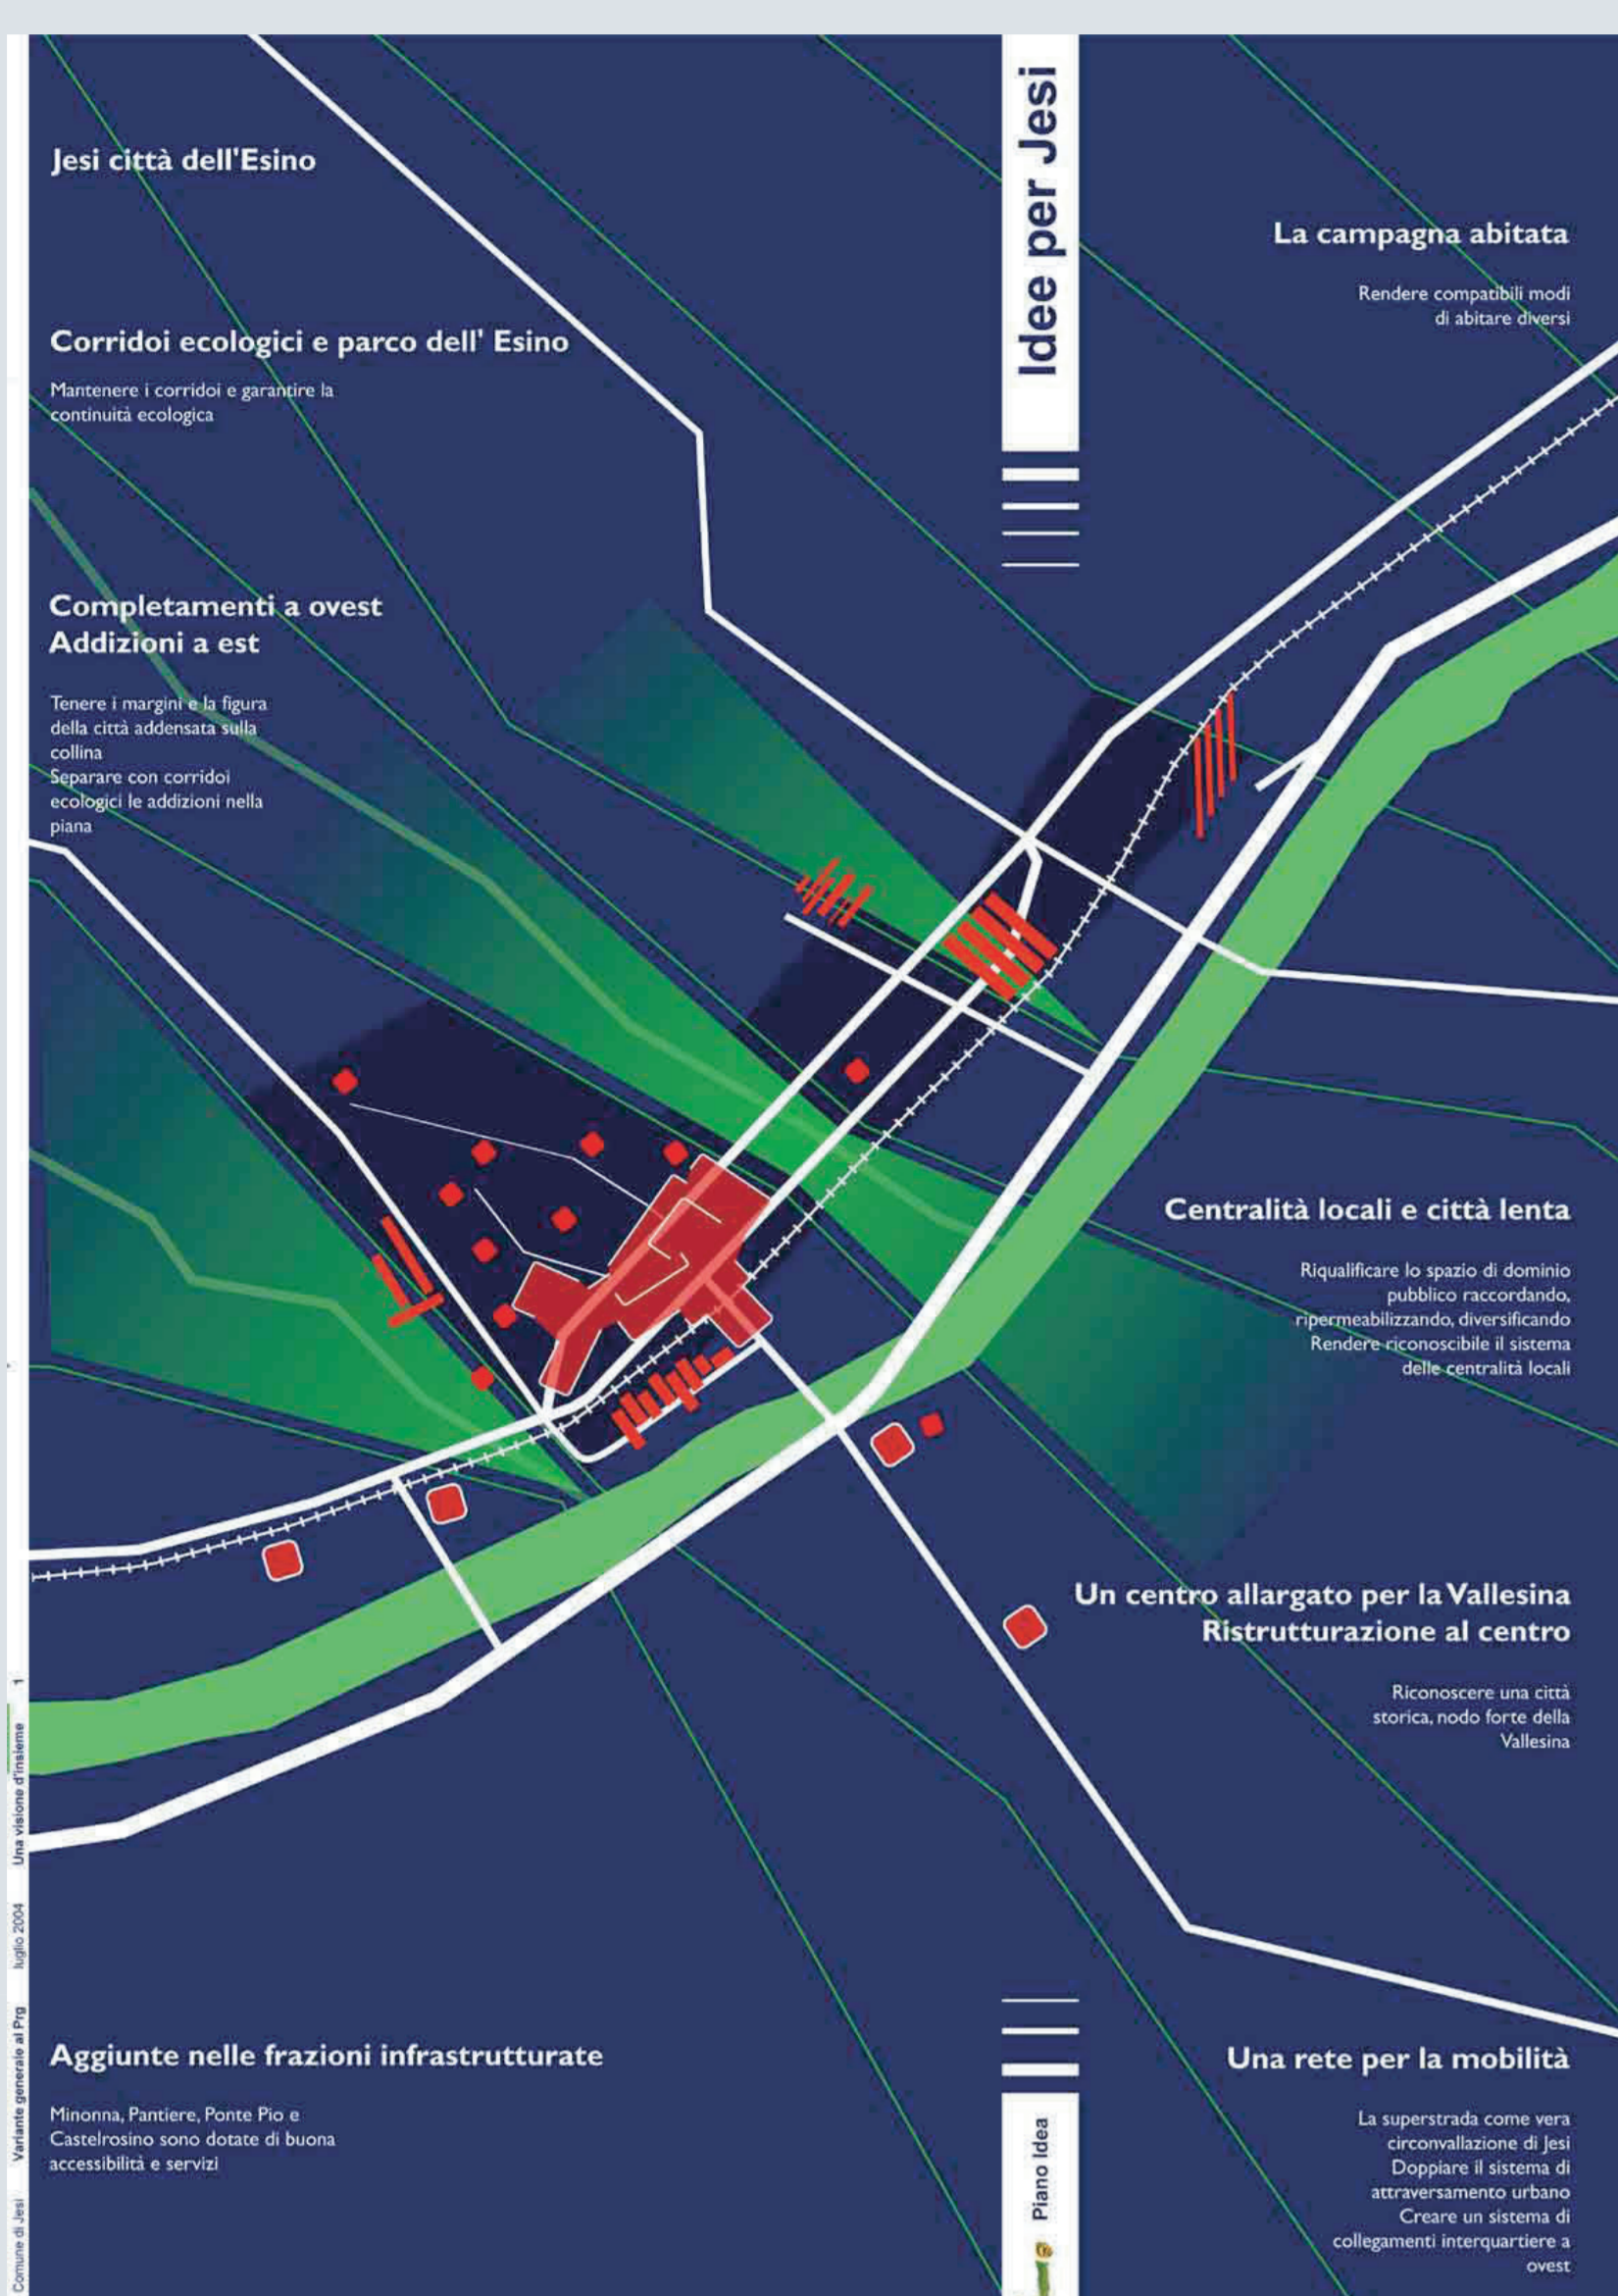 Idee per Jesi
Jesi città dell'Esino
Corridoi ecologici e parco dell' Esino
Mantenere i corridoi e garantire la
continuità ecologica
Completamenti a ovest
Addizioni a est
Tenere i margini e la figura
della città addensata sulla
collina
Separare con corridoi
ecologici le addizioni nella
piana
Aggiunte nelle frazioni infrastrutturate
Minonna, Pantiere, Ponte Pio e
Castelrosino sono dotate di buona
accessibilità e servizi
La campagna abitata
Rendere compatibili modi
di abitare diversi
Centralità locali e città lenta
Riqualificare lo spazio di dominio
pubblico raccordando,
ripermeabilizzando, diversificando
Rendere riconoscibile il sistema
delle centralità locali
Un centro allargato per la Vallesina
Ristrutturazione al centro
Riconoscere una città
storica, nodo forte della
Vallesina
Una rete per la mobilità
La superstrada come vera
circonvallazione di Jesi
Doppiare il sistema di
attraversamento urbano
Creare un sistema di
collegamenti interquartiere a
ovest
Piano Idea
Comune di Jesi Variante generale al Prg luglio 2004 Una visione d'insieme 1